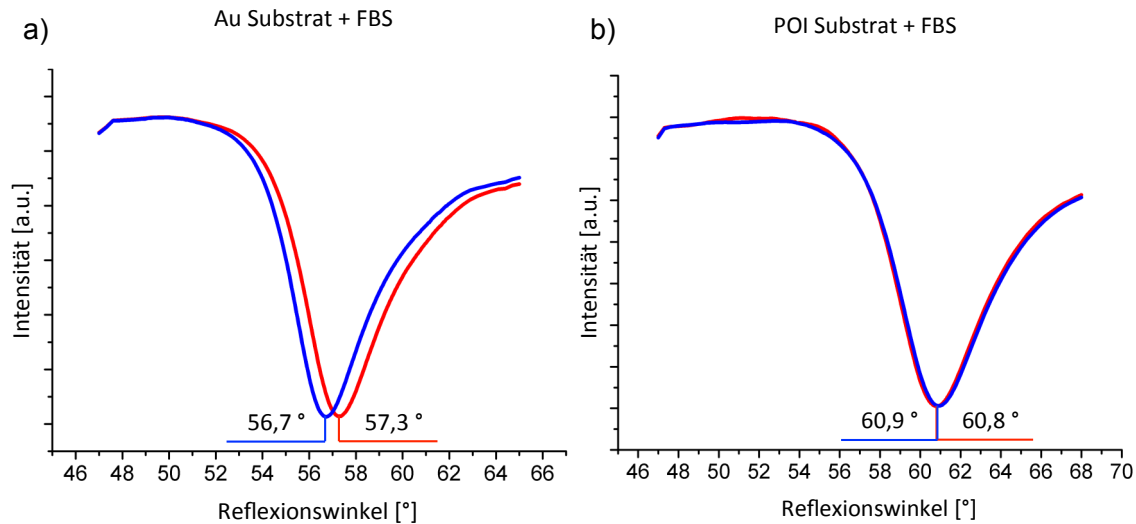 a)
Au Substrat + FBS
Intensität [a.u.]
56,7 °
57,3 °
46 48 50 52 54 56 58 60 62 64 66
Reflexionswinkel [°]
b)
POI Substrat + FBS
Intensität [a.u.]
60,9 °
60,8 °
46 48 50 52 54 56 58 60 62 64 66 68 70
Reflexionswinkel [°]